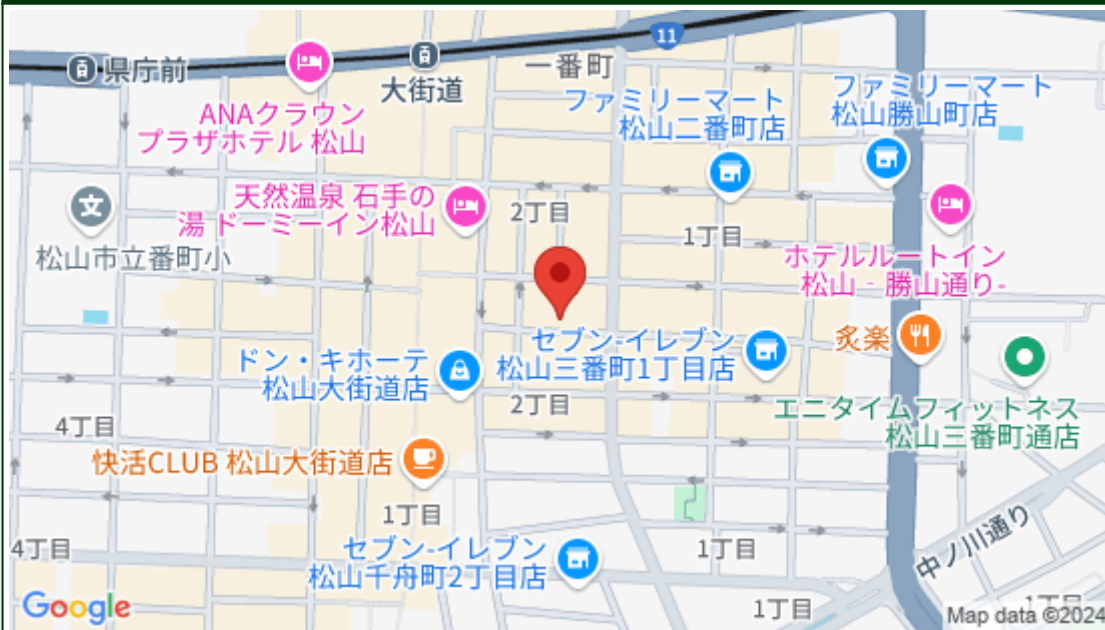 11
県庁前
大街道
一番町
ANAクラウン
プラザホテル 松山
ファミリーマート
松山二番町店
ファミリーマート
松山勝山町店
天然温泉 石手の
湯 ドーミーイン松山
2丁目
1丁目
松山市立番町小
ホテルルートイン
松山‐勝山通り-
セブン-イレブン
松山三番町1丁目店
炙楽
ドン・キホーテ
松山大街道店
2丁目
エニタイムフィットネス
松山三番町通店
4丁目
快活CLUB 松山大街道店
1丁目
4丁目
セブン-イレブン
松山千舟町2丁目店
1丁目
中ノ川通り
1丁目
1丁目
Google
Map data ©2024